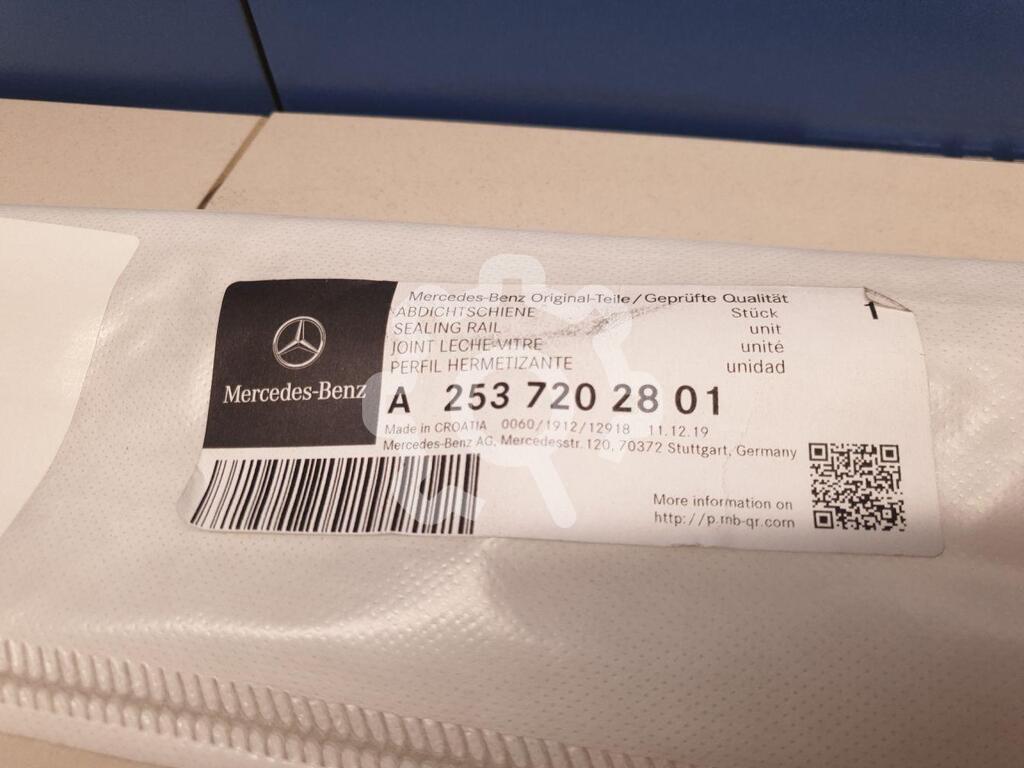 Mercedes-Benz Original-Teile/Geprüfte Qualität
ABDICHTSCHIENE Stück 1
SEALING RAIL unit
JOINT LECHE-VITRE unité
PERFIL HERMETIZANTE unidad
A 253 720 28 01
Made in CROATIA 0060/1912/12918 11.12.19
Mercedes-Benz AG, Mercedesstr.120, 70372 Stuttgart, Germany
Mercedes-Benz
More information on
http://p.mb-qr.com